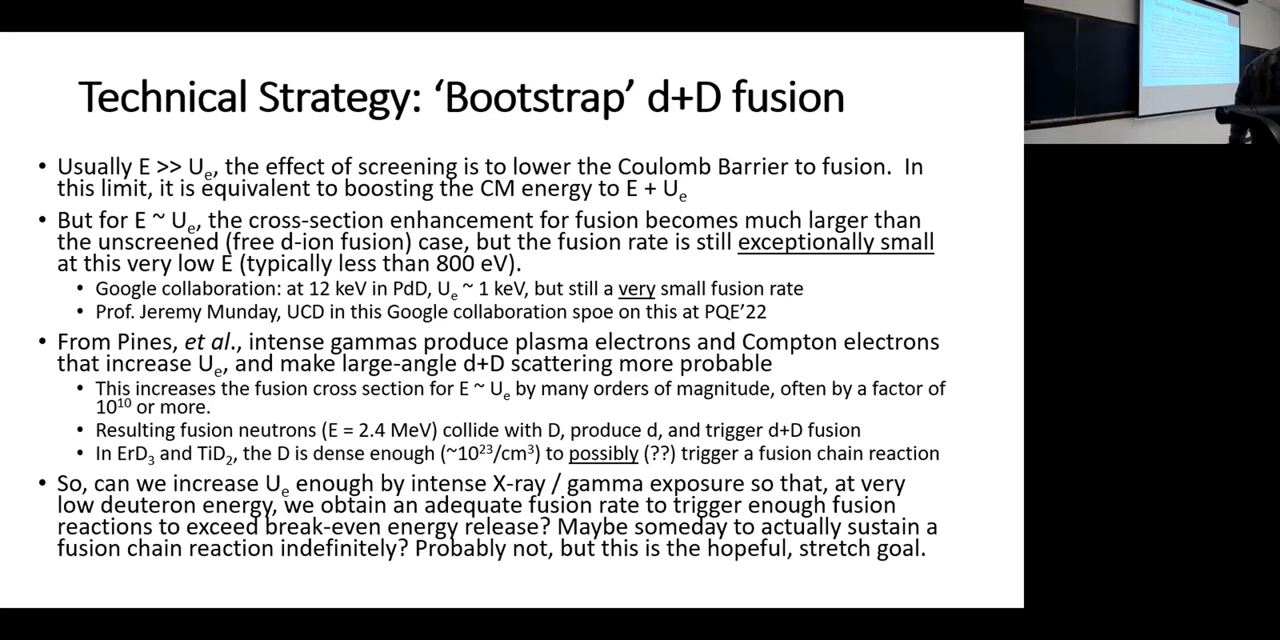 Technical Strategy: ‘Bootstrap’ d+D fusion
• Usually E >> Ue, the effect of screening is to lower the Coulomb Barrier to fusion. In
this limit, it is equivalent to boosting the CM energy to E + Ue
• But for E ~ Ue, the cross-section enhancement for fusion becomes much larger than
the unscreened (free d-ion fusion) case, but the fusion rate is still exceptionally small
at this very low E (typically less than 800 eV).
• Google collaboration: at 12 keV in PdD, Ue ~ 1 keV, but still a very small fusion rate
• Prof. Jeremy Munday, UCD in this Google collaboration spoe on this at PQE’22
• From Pines, et al., intense gammas produce plasma electrons and Compton electrons
that increase Ue, and make large-angle d+D scattering more probable
• This increases the fusion cross section for E ~ Ue by many orders of magnitude, often by a factor of
10¹⁰ or more.
• Resulting fusion neutrons (E = 2.4 MeV) collide with D, produce d, and trigger d+D fusion
• In ErD₃ and TiD₂, the D is dense enough (~10²³/cm³) to possibly (??) trigger a fusion chain reaction
• So, can we increase Ue enough by intense X-ray / gamma exposure so that, at very
low deuteron energy, we obtain an adequate fusion rate to trigger enough fusion
reactions to exceed break-even energy release? Maybe someday to actually sustain a
fusion chain reaction indefinitely? Probably not, but this is the hopeful, stretch goal.